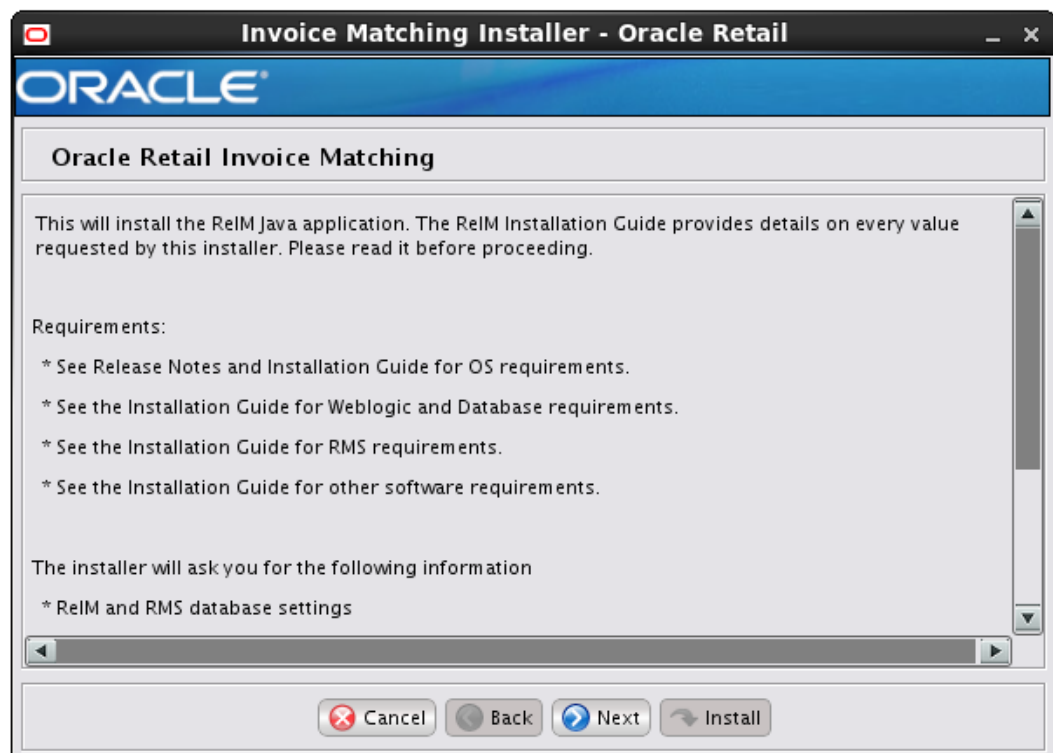 Invoice Matching Installer - Oracle Retail
ORACLE®
Oracle Retail Invoice Matching
This will install the ReIM Java application. The ReIM Installation Guide provides details on every value
requested by this installer. Please read it before proceeding.
Requirements:
* See Release Notes and Installation Guide for OS requirements.
* See the Installation Guide for Weblogic and Database requirements.
* See the Installation Guide for RMS requirements.
* See the Installation Guide for other software requirements.
The installer will ask you for the following information
* ReIM and RMS database settings
Cancel Back Next Install